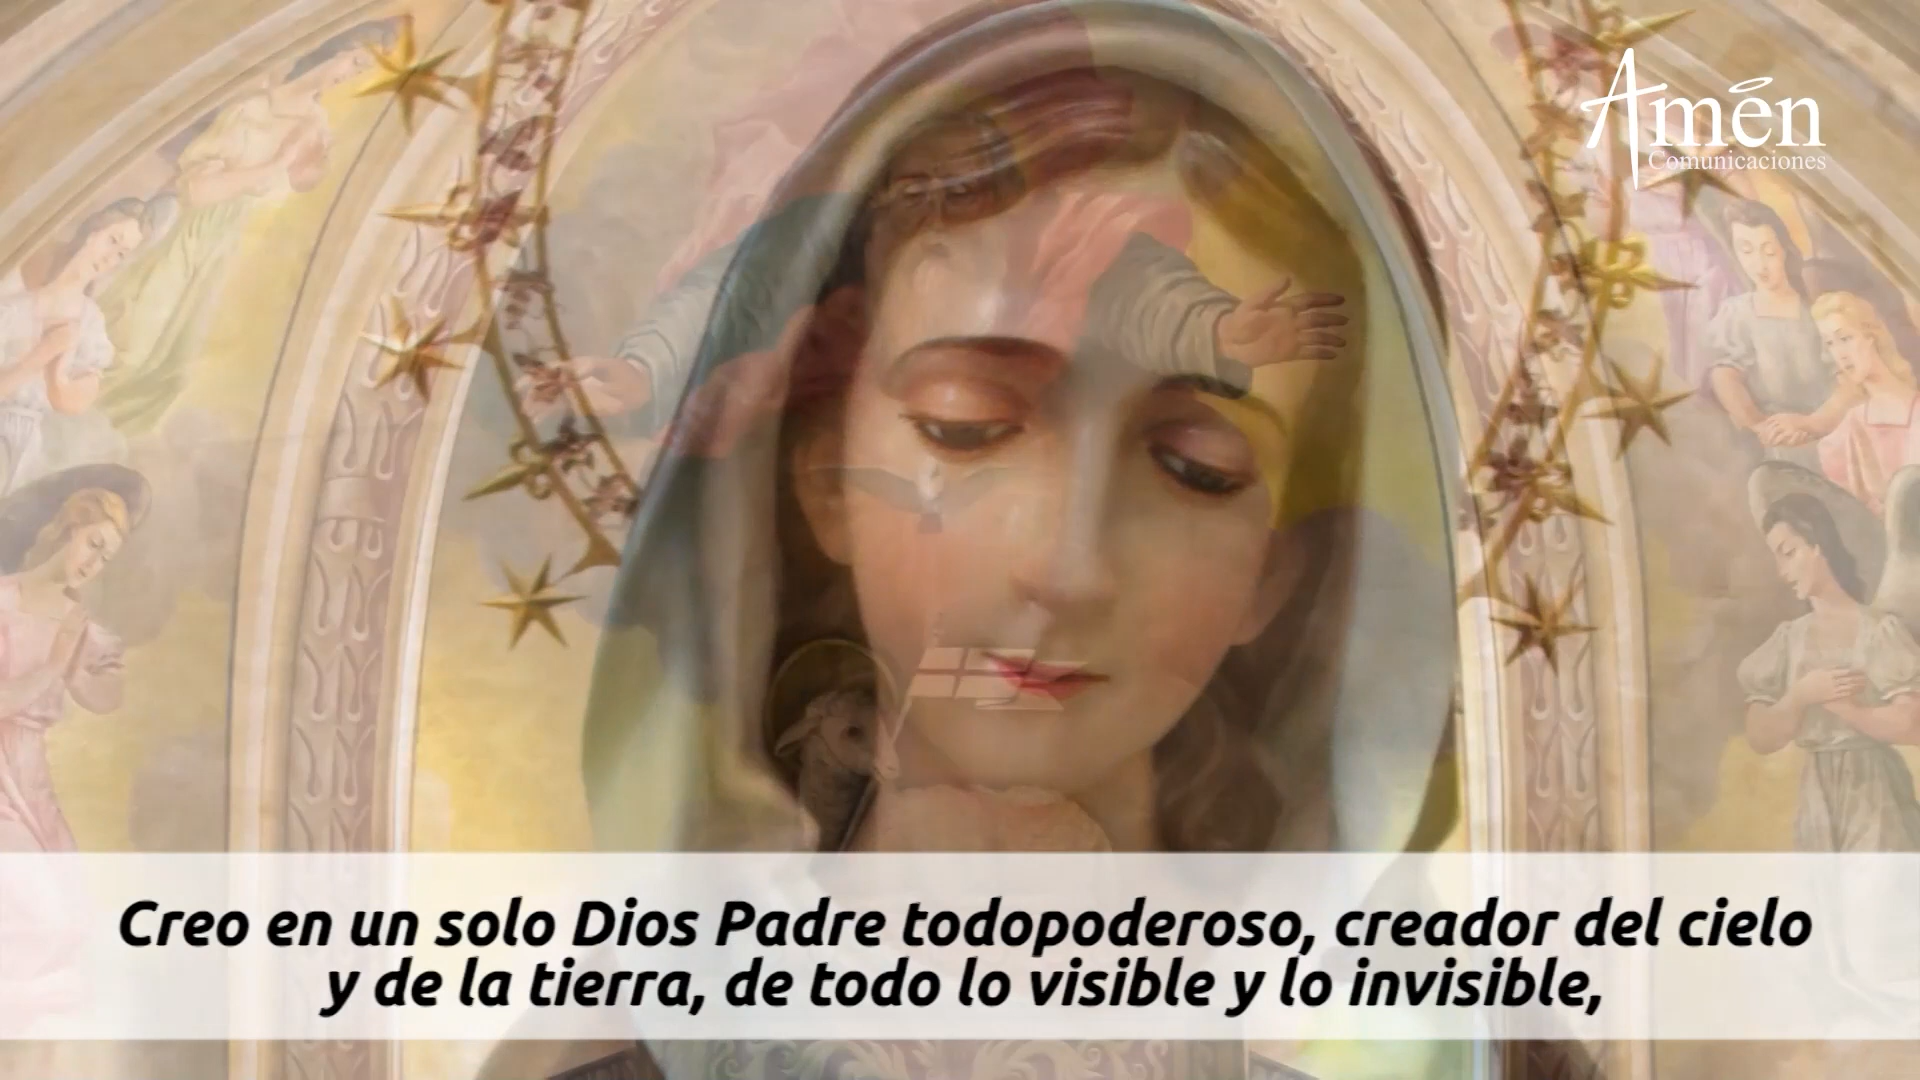 Amén
Comunicaciones
Creo en un solo Dios Padre todopoderoso, creador del cielo
y de la tierra, de todo lo visible y lo invisible,